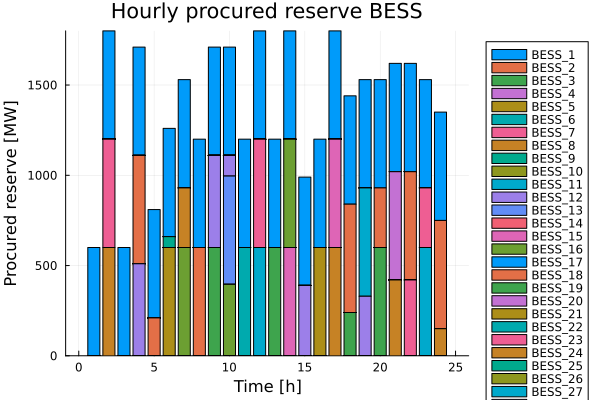 Hourly procured reserve BESS
Procured reserve [MW]
1500
1000
500
0
0 5 10 15 20 25
Time [h]
BESS_1
BESS_2
BESS_3
BESS_4
BESS_5
BESS_6
BESS_7
BESS_8
BESS_9
BESS_10
BESS_11
BESS_12
BESS_13
BESS_14
BESS_15
BESS_16
BESS_17
BESS_18
BESS_19
BESS_20
BESS_21
BESS_22
BESS_23
BESS_24
BESS_25
BESS_26
BESS_27